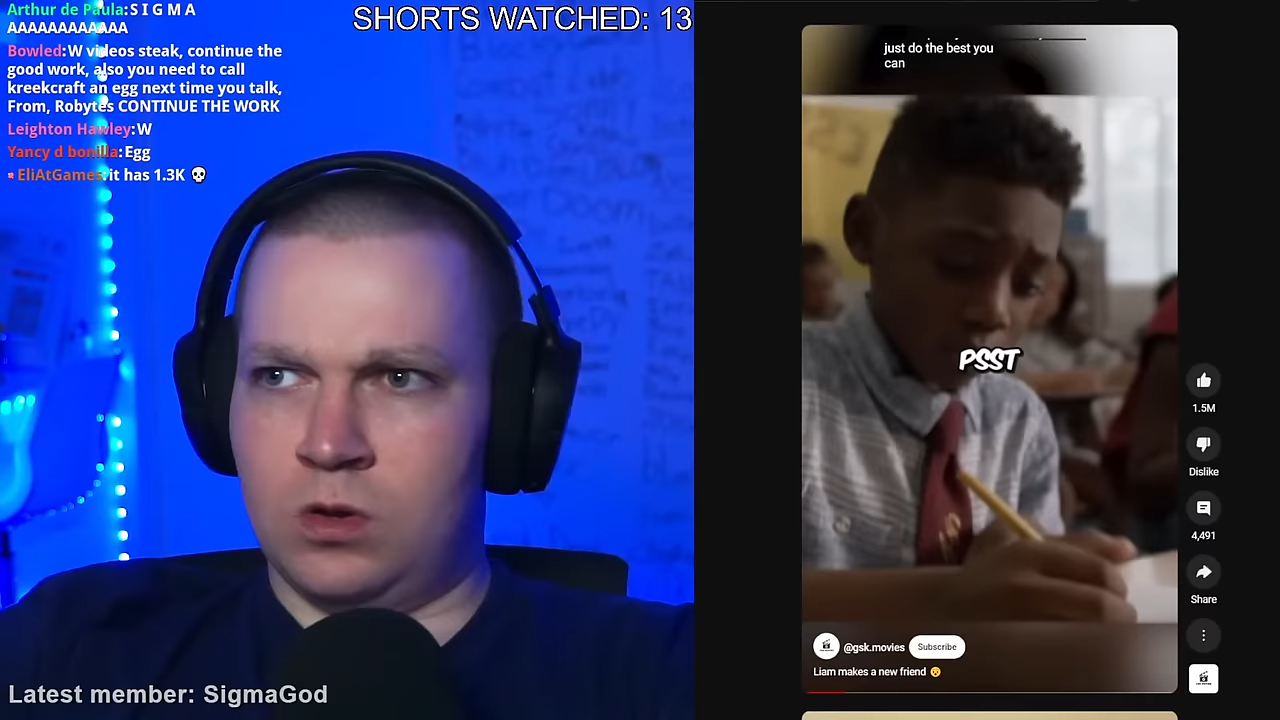 Arthur de Paula: S I G M A
AAAAAAAAAAAA
Bowled: W videos steak, continue the
good work, also you need to call
kreekcraft an egg next time you talk,
From, Robytes CONTINUE THE WORK
Leighton Hawley: W
Yancy d bonilla: Egg
EliAtGames it has 1.3K 💀
SHORTS WATCHED: 13
just do the best you
can
PSST
1.5M
Dislike
4,491
Share
@gsk.movies Subscribe
Liam makes a new friend 😮
Latest member: SigmaGod